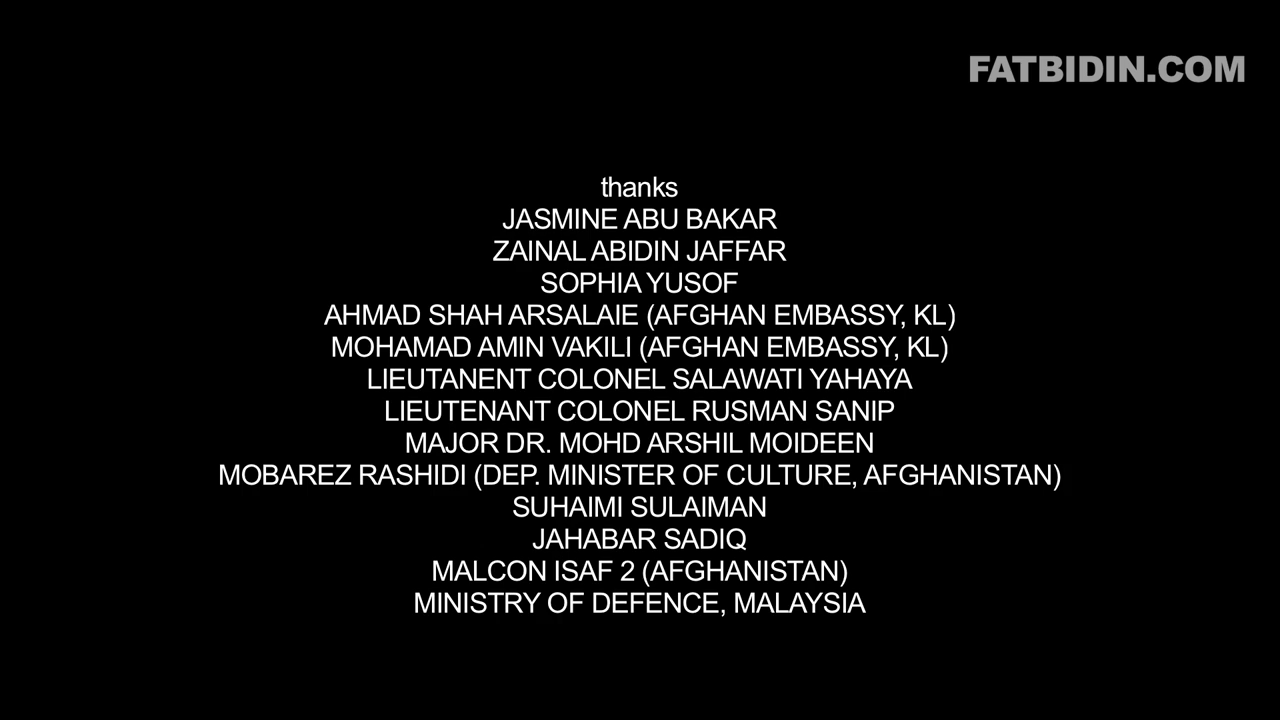 FATBIDIN.COM
thanks
JASMINE ABU BAKAR
ZAINAL ABIDIN JAFFAR
SOPHIA YUSOF
AHMAD SHAH ARSALAIE (AFGHAN EMBASSY, KL)
MOHAMAD AMIN VAKILI (AFGHAN EMBASSY, KL)
LIEUTANENT COLONEL SALAWATI YAHAYA
LIEUTENANT COLONEL RUSMAN SANIP
MAJOR DR. MOHD ARSHIL MOIDEEN
MOBAREZ RASHIDI (DEP. MINISTER OF CULTURE, AFGHANISTAN)
SUHAIMI SULAIMAN
JAHABAR SADIQ
MALCON ISAF 2 (AFGHANISTAN)
MINISTRY OF DEFENCE, MALAYSIA